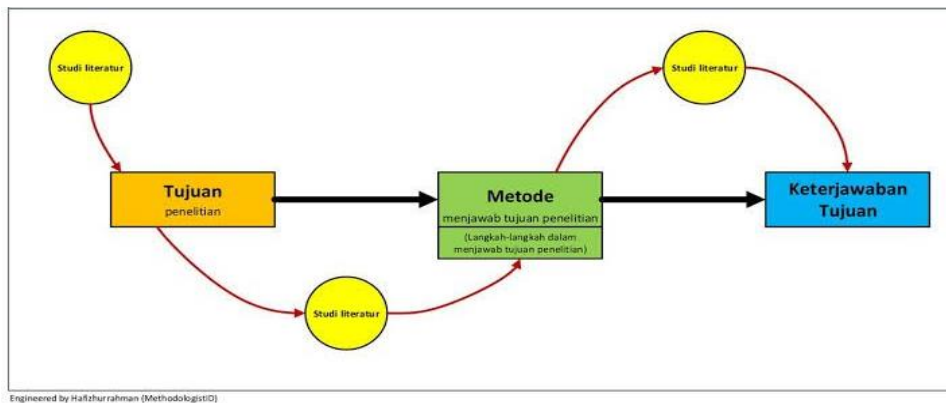 Studi literatur
Studi literatur
Tujuan
penelitian
Metode
menjawab tujuan penelitian
(Langkah-langkah dalam
menjawab tujuan penelitian)
Keterjawaban
Tujuan
Studi literatur
Engineered by Hafizhurrahman (MethodologistID)